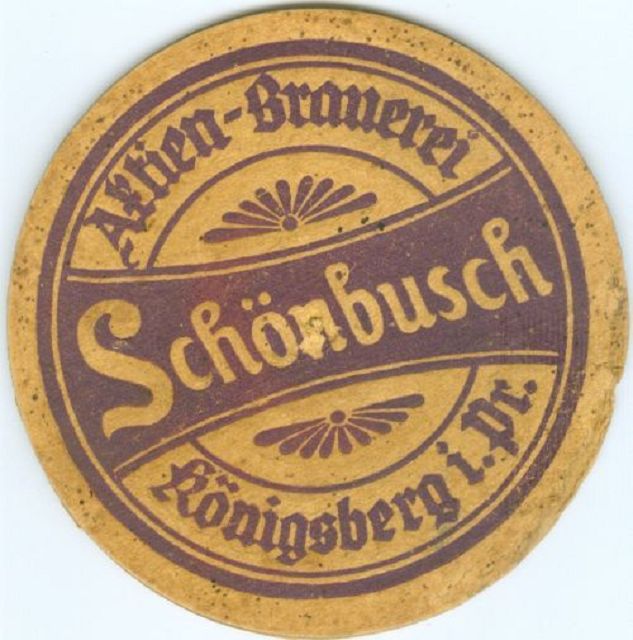 Aktien-Brauerei
Schönbusch
Königsberg i. Pr.